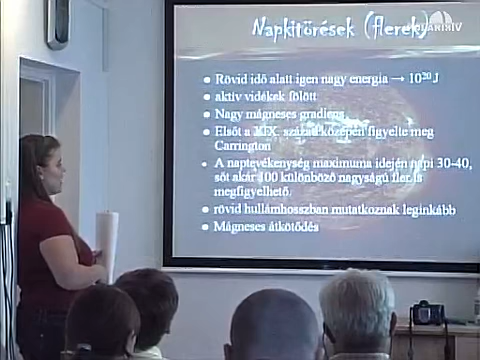 Napkitörések (flerek)
Rövid idő alatt igen nagy energia → 10²⁰ J
aktív vidékek fölött
Nagy mágneses gradiens
Elsőt a XIX. század közepén figyelte meg
Carrington
A naptevékenység maximuma idején napi 30-40,
sőt akár 100 különböző nagyságú fler is
megfigyelhető.
rövid hullámhosszban mutatkoznak leginkább
Mágneses átkötődés